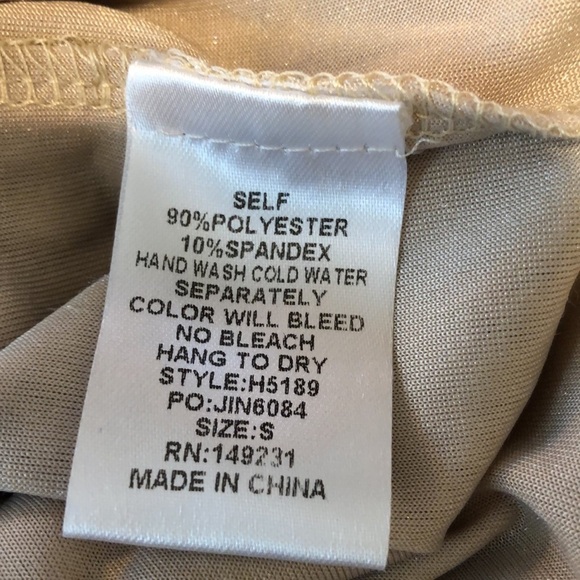 SELF
90%POLYESTER
10%SPANDEX
HAND WASH COLD WATER
SEPARATELY
COLOR WILL BLEED
NO BLEACH
HANG TO DRY
STYLE:H5189
PO:JIN6084
SIZE:S
RN:149231
MADE IN CHINA